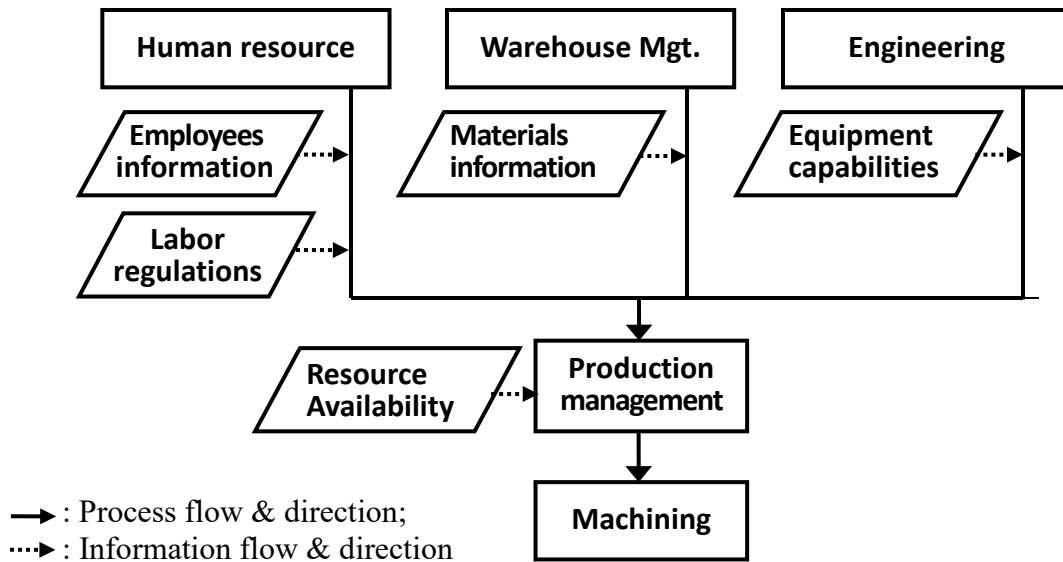 Human resource
Warehouse Mgt.
Engineering
Employees
information
Materials
information
Equipment
capabilities
Labor
regulations
Resource
Availability
Production
management
Machining
: Process flow & direction;
: Information flow & direction